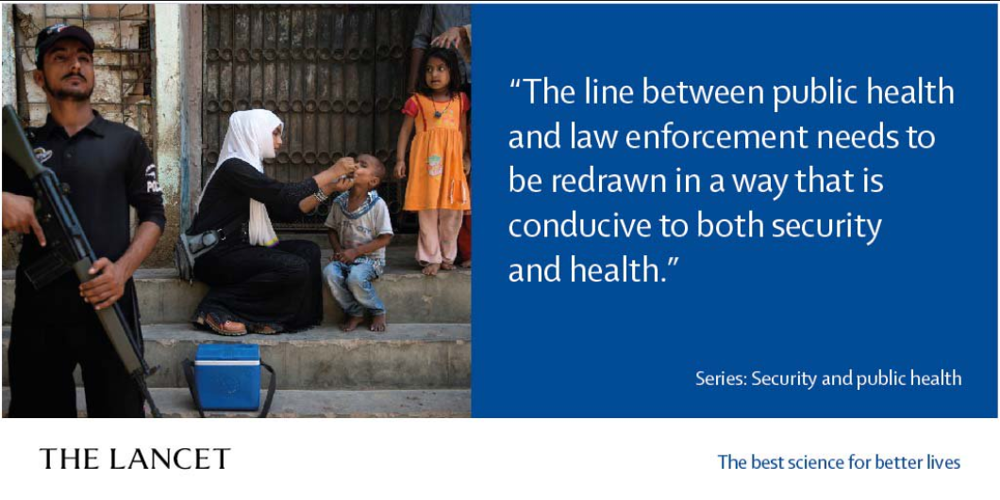 “The line between public health
and law enforcement needs to
be redrawn in a way that is
conducive to both security
and health.”
Series: Security and public health
THE LANCET
The best science for better lives